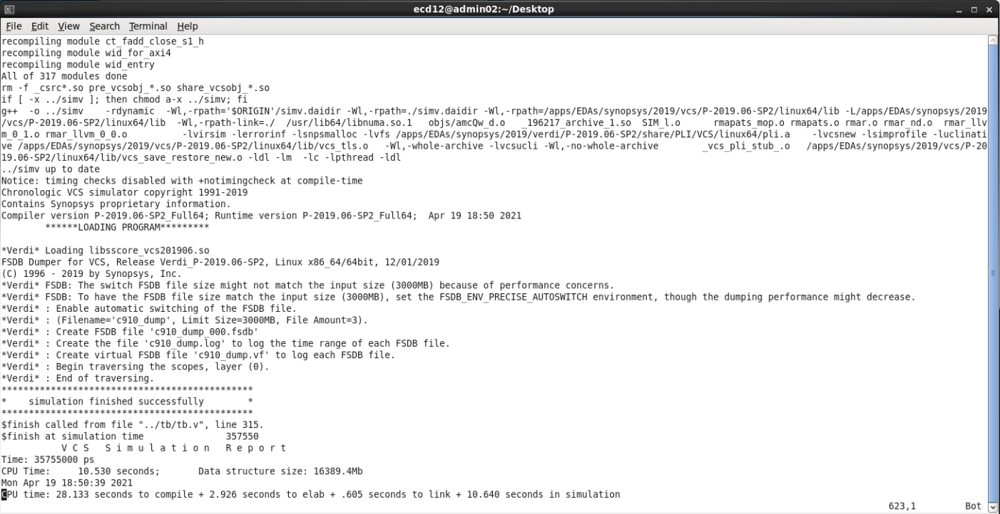 ecd12@admin02:~/Desktop
File Edit View Search Terminal Help
recompiling module ct_fadd_close_s1_h
recompiling module wid_for_axi4
recompiling module wid_entry
All of 317 modules done
rm -f _csrc*.so pre_vcsobj_*.so share_vcsobj_*.so
if [ -x ../simv ]; then chmod a-x ../simv; fi
g++  -o ../simv    -rdynamic  -Wl,-rpath='$ORIGIN'/simv.daidir -Wl,-rpath=./simv.daidir -Wl,-rpath=/apps/EDAs/synopsys/2019/vcs/P-2019.06-SP2/linux64/lib -L/apps/EDAs/synopsys/2019
/vcs/P-2019.06-SP2/linux64/lib  -Wl,-rpath-link=./  /usr/lib64/libnuma.so.1   objs/amcQw_d.o   _196217_archive_1.so  SIM_l.o      rmapats_mop.o rmapats.o rmar.o rmar_nd.o  rmar_llv
m_0_1.o rmar_llvm_0_0.o          -lvirsim -lerrorinf -lsnpsmalloc -lvfs /apps/EDAs/synopsys/2019/verdi/P-2019.06-SP2/share/PLI/VCS/linux64/pli.a    -lvcsnew -lsimprofile -luclinati
ve /apps/EDAs/synopsys/2019/vcs/P-2019.06-SP2/linux64/lib/vcs_tls.o   -Wl,-whole-archive -lvcsucli -Wl,-no-whole-archive        _vcs_pli_stub_.o   /apps/EDAs/synopsys/2019/vcs/P-20
19.06-SP2/linux64/lib/vcs_save_restore_new.o -ldl -lm  -lc -lpthread -ldl
../simv up to date
Notice: timing checks disabled with +notimingcheck at compile-time
Chronologic VCS simulator copyright 1991-2019
Contains Synopsys proprietary information.
Compiler version P-2019.06-SP2_Full64; Runtime version P-2019.06-SP2_Full64;  Apr 19 18:50 2021
        ******LOADING PROGRAM*********
*Verdi* Loading libsscore_vcs201906.so
FSDB Dumper for VCS, Release Verdi_P-2019.06-SP2, Linux x86_64/64bit, 12/01/2019
(C) 1996 - 2019 by Synopsys, Inc.
*Verdi* FSDB: The switch FSDB file size might not match the input size (3000MB) because of performance concerns.
*Verdi* FSDB: To have the FSDB file size match the input size (3000MB), set the FSDB_ENV_PRECISE_AUTOSWITCH environment, though the dumping performance might decrease.
*Verdi* : Enable automatic switching of the FSDB file.
*Verdi* : (Filename='c910_dump', Limit Size=3000MB, File Amount=3).
*Verdi* : Create FSDB file 'c910_dump_000.fsdb'
*Verdi* : Create the file 'c910_dump.log' to log the time range of each FSDB file.
*Verdi* : Create virtual FSDB file 'c910_dump.vf' to log each FSDB file.
*Verdi* : Begin traversing the scopes, layer (0).
*Verdi* : End of traversing.
**********************************************
*    simulation finished successfully        *
**********************************************
$finish called from file "../tb/tb.v", line 315.
$finish at simulation time               357550
           V C S   S i m u l a t i o n   R e p o r t
Time: 35755000 ps
CPU Time:     10.530 seconds;       Data structure size: 16389.4Mb
Mon Apr 19 18:50:39 2021
CPU time: 28.133 seconds to compile + 2.926 seconds to elab + .605 seconds to link + 10.640 seconds in simulation
623,1 Bot